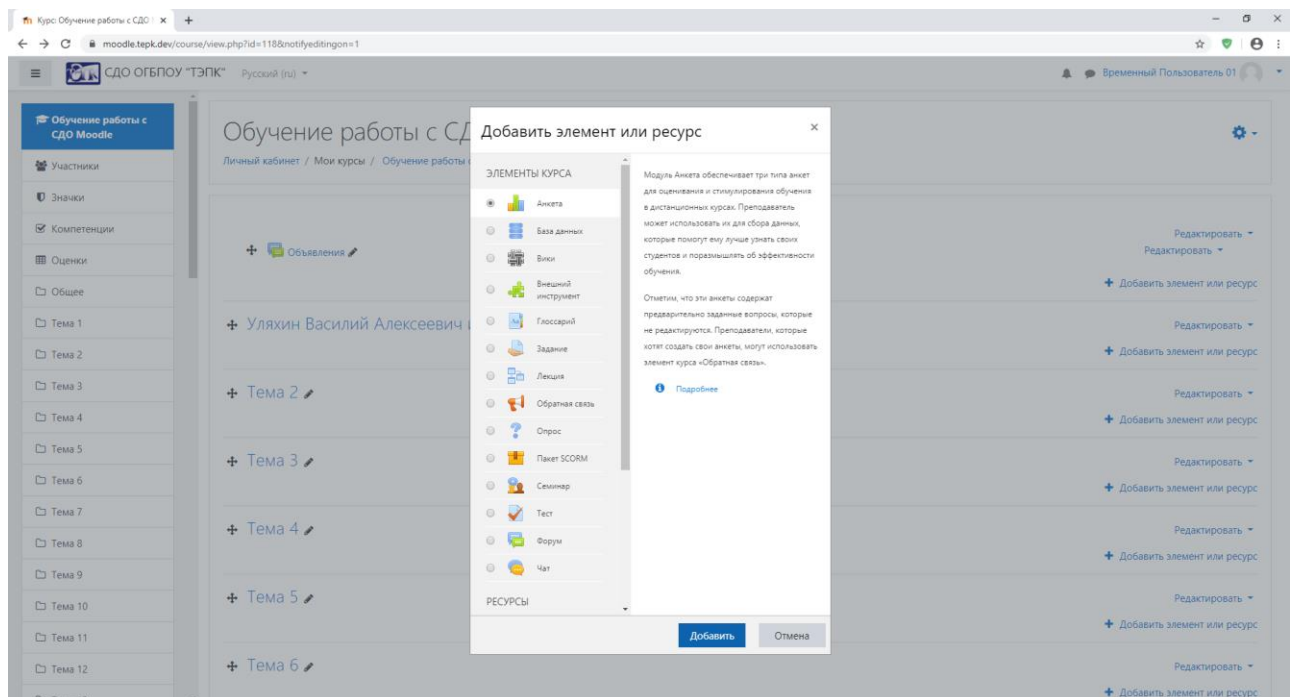 Курс: Обучение работы с СДО
moodle.tepk.dev/course/view.php?id=118&notifyeditingon=1
СДО ОГБПОУ "ТЭПК" Русский (ru)
Временный Пользователь 01
Обучение работы с
СДО Moodle
Участники
Значки
Компетенции
Оценки
Общее
Тема 1
Тема 2
Тема 3
Тема 4
Тема 5
Тема 6
Тема 7
Тема 8
Тема 9
Тема 10
Тема 11
Тема 12
Обучение работы с СД
Личный кабинет / Мои курсы / Обучение работы
Объявления
Уляхин Василий Алексеевич
Тема 2
Тема 3
Тема 4
Тема 5
Тема 6
Добавить элемент или ресурс
ЭЛЕМЕНТЫ КУРСА
Анкета
База данных
Вики
Внешний
инструмент
Глоссарий
Задание
Лекция
Обратная связь
Опрос
Пакет SCORM
Семинар
Тест
Форум
Чат
РЕСУРСЫ
Модуль Анкета обеспечивает три типа анкет
для оценивания и стимулирования обучения
в дистанционных курсах. Преподаватель
может использовать их для сбора данных,
которые помогут ему лучше узнать своих
студентов и поразмышлять об эффективности
обучения.
Отметим, что эти анкеты содержат
предварительно заданные вопросы, которые
не редактируются. Преподаватели, которые
хотят создать свои анкеты, могут использовать
элемент курса «Обратная связь».
Подробнее
Добавить Отмена
Редактировать
Редактировать
Добавить элемент или ресурс
Редактировать
Добавить элемент или ресурс
Редактировать
Добавить элемент или ресурс
Редактировать
Добавить элемент или ресурс
Редактировать
Добавить элемент или ресурс
Редактировать
Добавить элемент или ресурс
Редактировать
Добавить элемент или ресурс